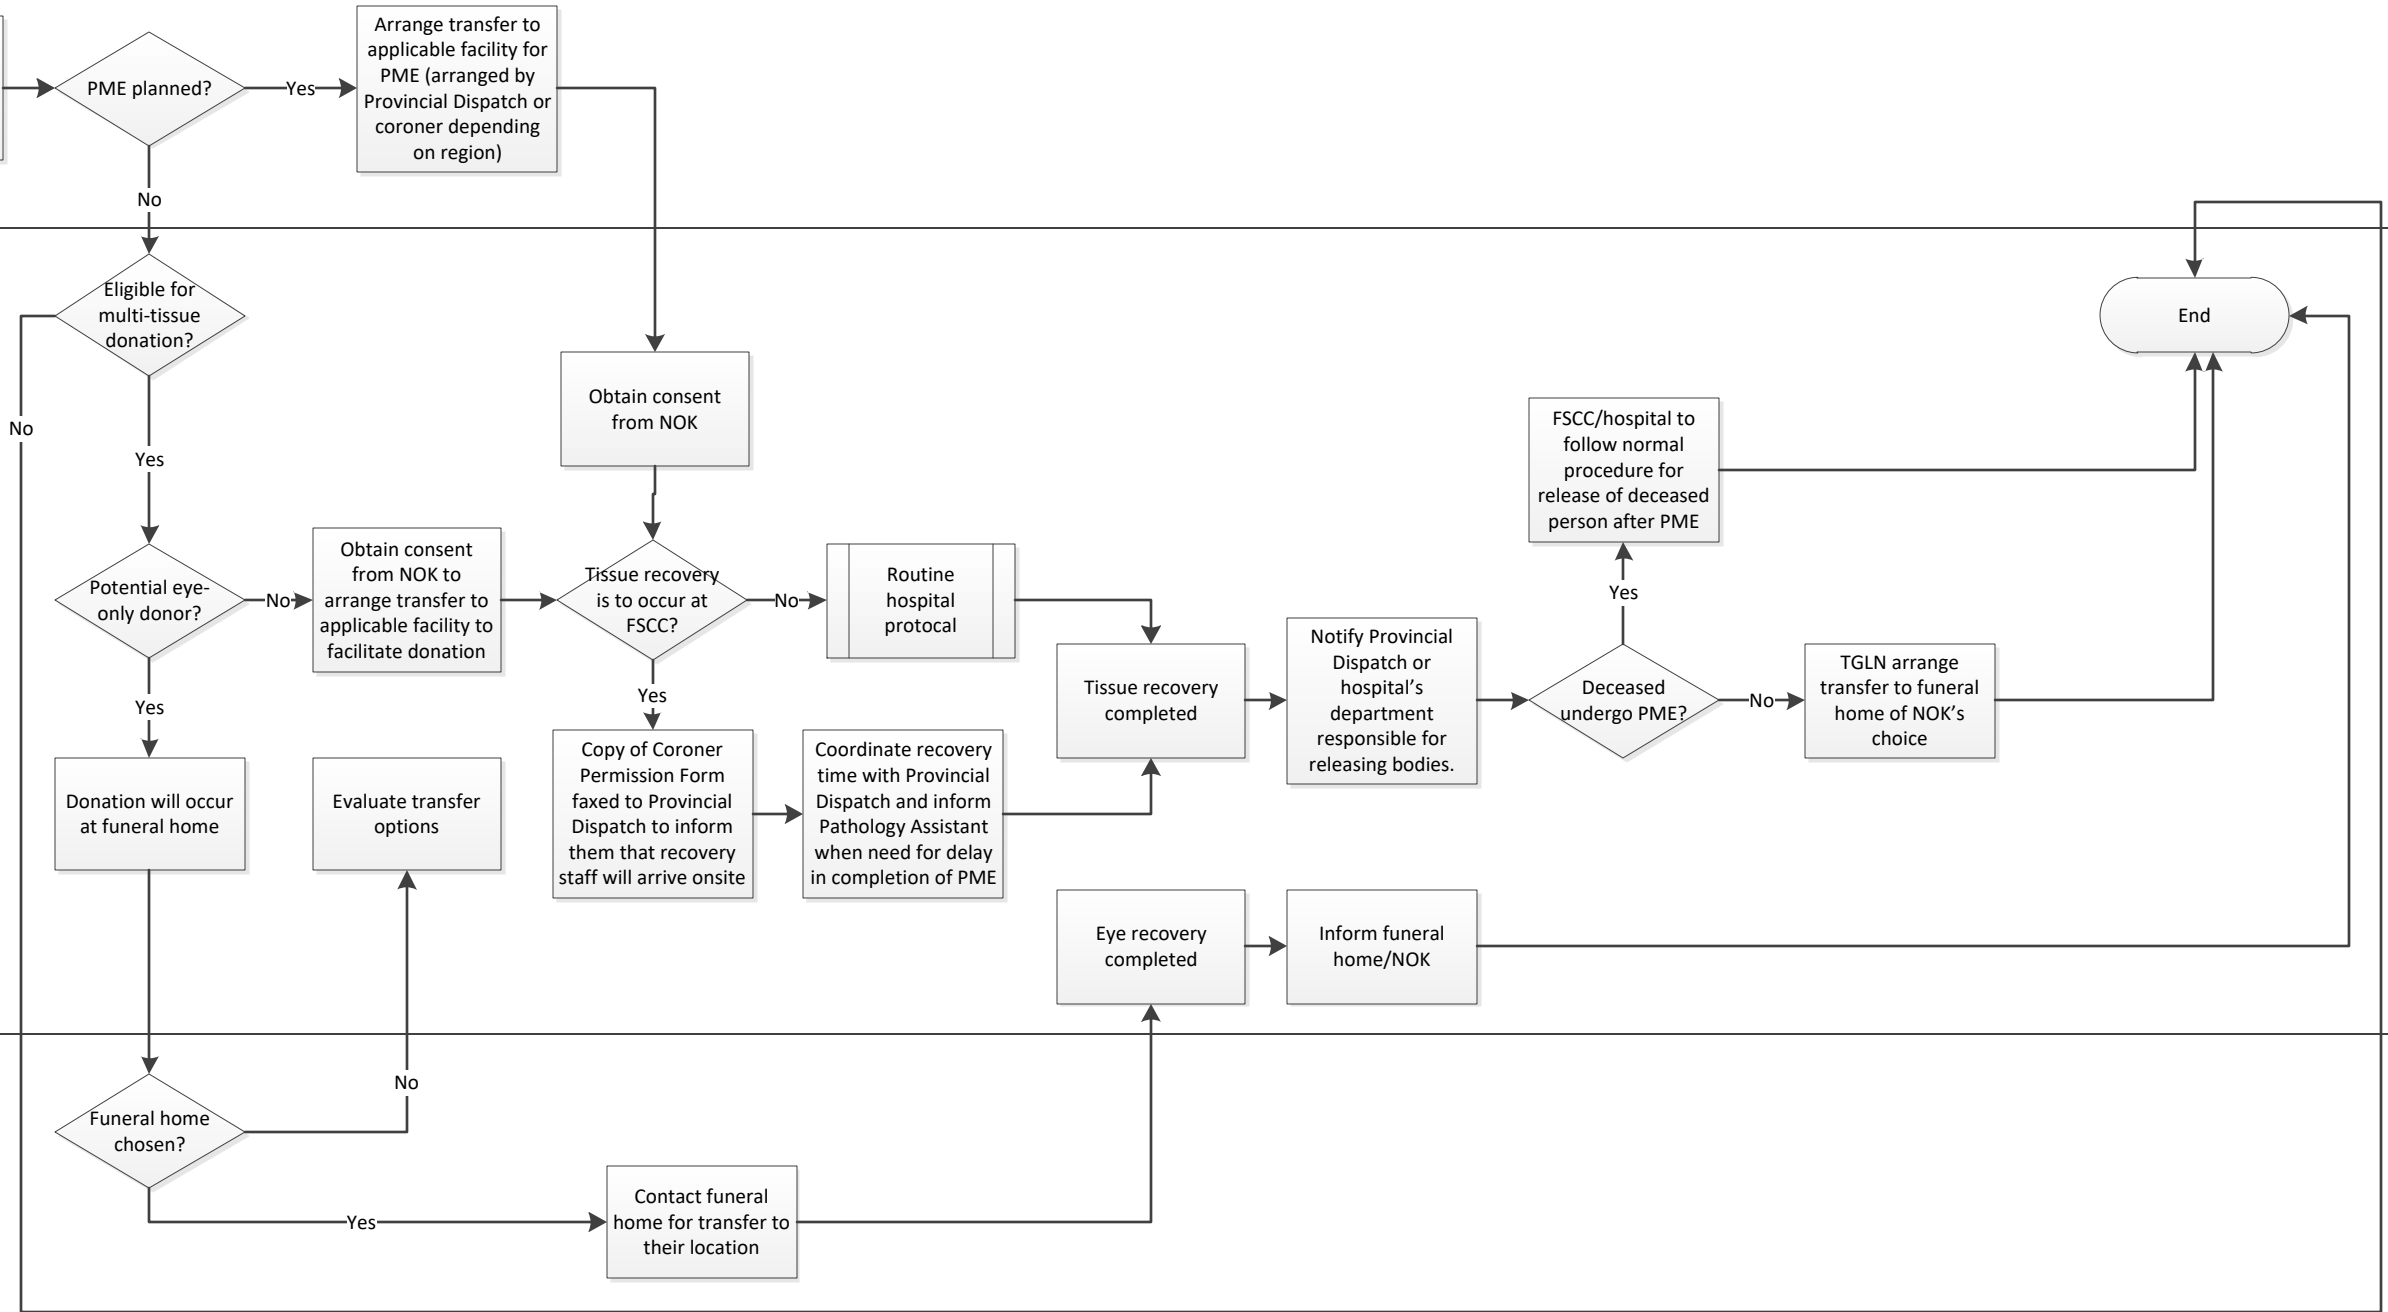 PME planned?
Yes
Arrange transfer to
applicable facility for
PME (arranged by
Provincial Dispatch or
coroner depending
on region)
No
Eligible for
multi-tissue
donation?
No
Yes
End
Obtain consent
from NOK
FSCC/hospital to
follow normal
procedure for
release of deceased
person after PME
Potential eye-
only donor?
No
Obtain consent
from NOK to
arrange transfer to
applicable facility to
facilitate donation
Tissue recovery
is to occur at
FSCC?
No
Routine
hospital
protocal
Yes
Yes
Yes
Tissue recovery
completed
Notify Provincial
Dispatch or
hospital's
department
responsible for
releasing bodies.
Deceased
undergo PME?
No
TGLN arrange
transfer to funeral
home of NOK's
choice
Donation will occur
at funeral home
Evaluate transfer
options
Copy of Coroner
Permission Form
faxed to Provincial
Dispatch to inform
them that recovery
staff will arrive onsite
Coordinate recovery
time with Provincial
Dispatch and inform
Pathology Assistant
when need for delay
in completion of PME
Eye recovery
completed
Inform funeral
home/NOK
No
Funeral home
chosen?
Yes
Contact funeral
home for transfer to
their location